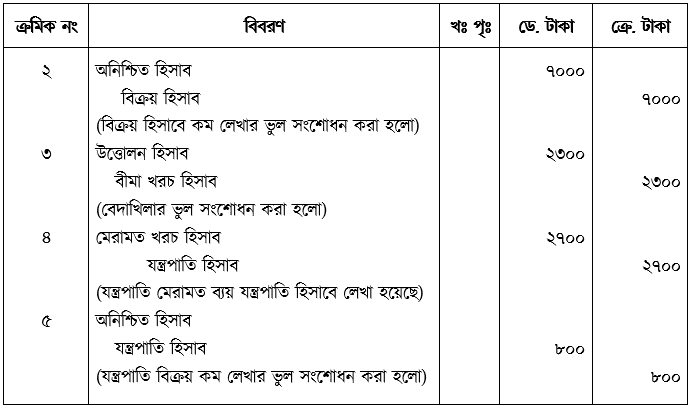 ক্রমিক নং বিবরণ খঃ পৃঃ ডে. টাকা ক্রে. টাকা
২ অনিশ্চিত হিসাব ৭০০০
বিক্রয় হিসাব ৭০০০
(বিক্রয় হিসাবে কম লেখার ভুল সংশোধন করা হলো)
৩ উত্তোলন হিসাব ২৩০০
বীমা খরচ হিসাব ২৩০০
(বেদাখিলার ভুল সংশোধন করা হলো)
৪ মেরামত খরচ হিসাব ২৭০০
যন্ত্রপাতি হিসাব ২৭০০
(যন্ত্রপাতি মেরামত ব্যয় যন্ত্রপাতি হিসাবে লেখা হয়েছে)
৫ অনিশ্চিত হিসাব
যন্ত্রপাতি হিসাব ৮০০
(যন্ত্রপাতি বিক্রয় কম লেখার ভুল সংশোধন করা হলো) ৮০০